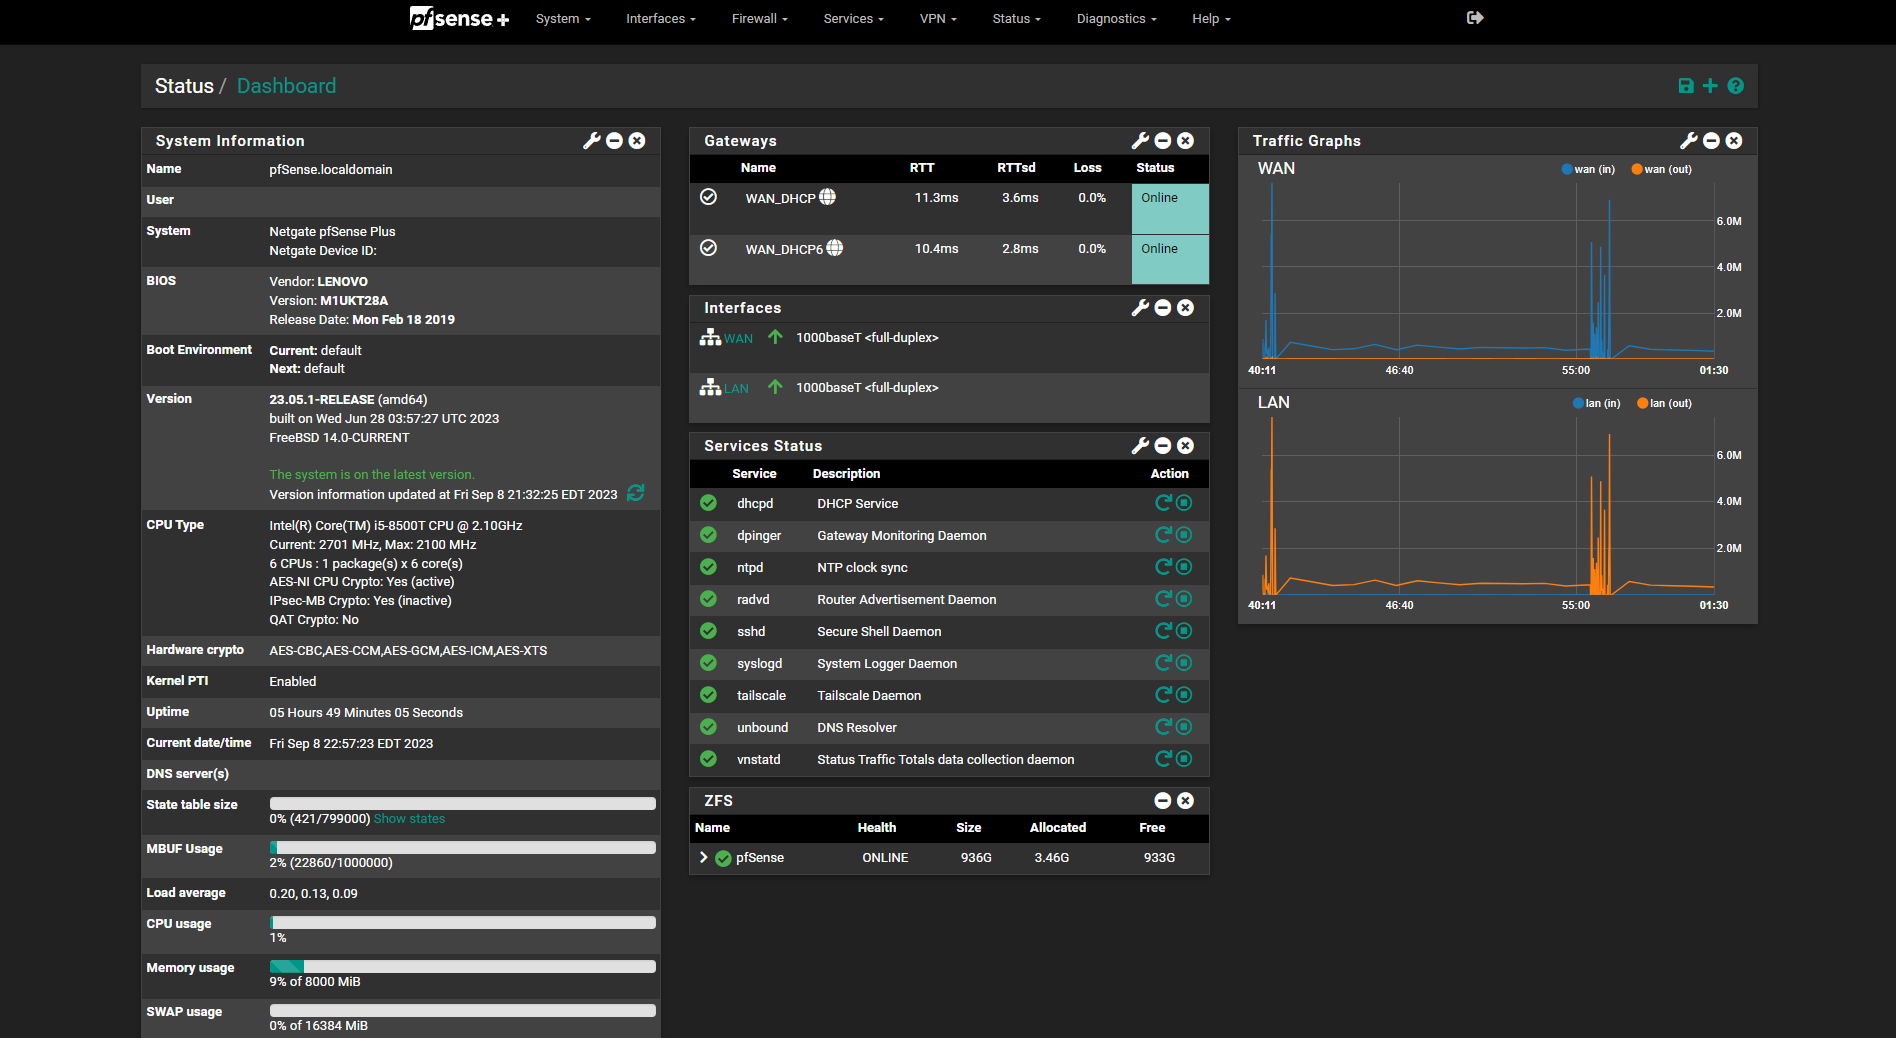 pfsense +
System
Interfaces
Firewall
Services
VPN
Status
Diagnostics
Help
Status / Dashboard
System Information
Name pfSense.localdomain
User
System Netgate pfSense Plus
Netgate Device ID:
BIOS Vendor: LENOVO
Version: M1UKT28A
Release Date: Mon Feb 18 2019
Boot Environment Current: default
Next: default
Version 23.05.1-RELEASE (amd64)
built on Wed Jun 28 03:57:27 UTC 2023
FreeBSD 14.0-CURRENT
The system is on the latest version.
Version information updated at Fri Sep 8 21:32:25 EDT 2023
CPU Type Intel(R) Core(TM) i5-8500T CPU @ 2.10GHz
Current: 2701 MHz, Max: 2100 MHz
6 CPUs : 1 package(s) x 6 core(s)
AES-NI CPU Crypto: Yes (active)
IPsec-MB Crypto: Yes (inactive)
QAT Crypto: No
Hardware crypto AES-CBC,AES-CCM,AES-GCM,AES-ICM,AES-XTS
Kernel PTI Enabled
Uptime 05 Hours 49 Minutes 05 Seconds
Current date/time Fri Sep 8 22:57:23 EDT 2023
DNS server(s)
State table size
0% (421/799000) Show states
MBUF Usage
2% (22860/1000000)
Load average 0.20, 0.13, 0.09
CPU usage
1%
Memory usage
9% of 8000 MiB
SWAP usage
0% of 16384 MiB
Gateways
Name RTT RTTsd Loss Status
WAN_DHCP 11.3ms 3.6ms 0.0% Online
WAN_DHCP6 10.4ms 2.8ms 0.0% Online
Interfaces
WAN 1000baseT <full-duplex>
LAN 1000baseT <full-duplex>
Services Status
Service Description Action
dhcpd DHCP Service
dpinger Gateway Monitoring Daemon
ntpd NTP clock sync
radvd Router Advertisement Daemon
sshd Secure Shell Daemon
syslogd System Logger Daemon
tailscale Tailscale Daemon
unbound DNS Resolver
vnstatd Status Traffic Totals data collection daemon
ZFS
Name Health Size Allocated Free
pfSense ONLINE 936G 3.46G 933G
Traffic Graphs
WAN wan (in) wan (out)
6.0M
4.0M
2.0M
40:11 46:40 55:00 01:30
LAN lan (in) lan (out)
6.0M
4.0M
2.0M
40:11 46:40 55:00 01:30